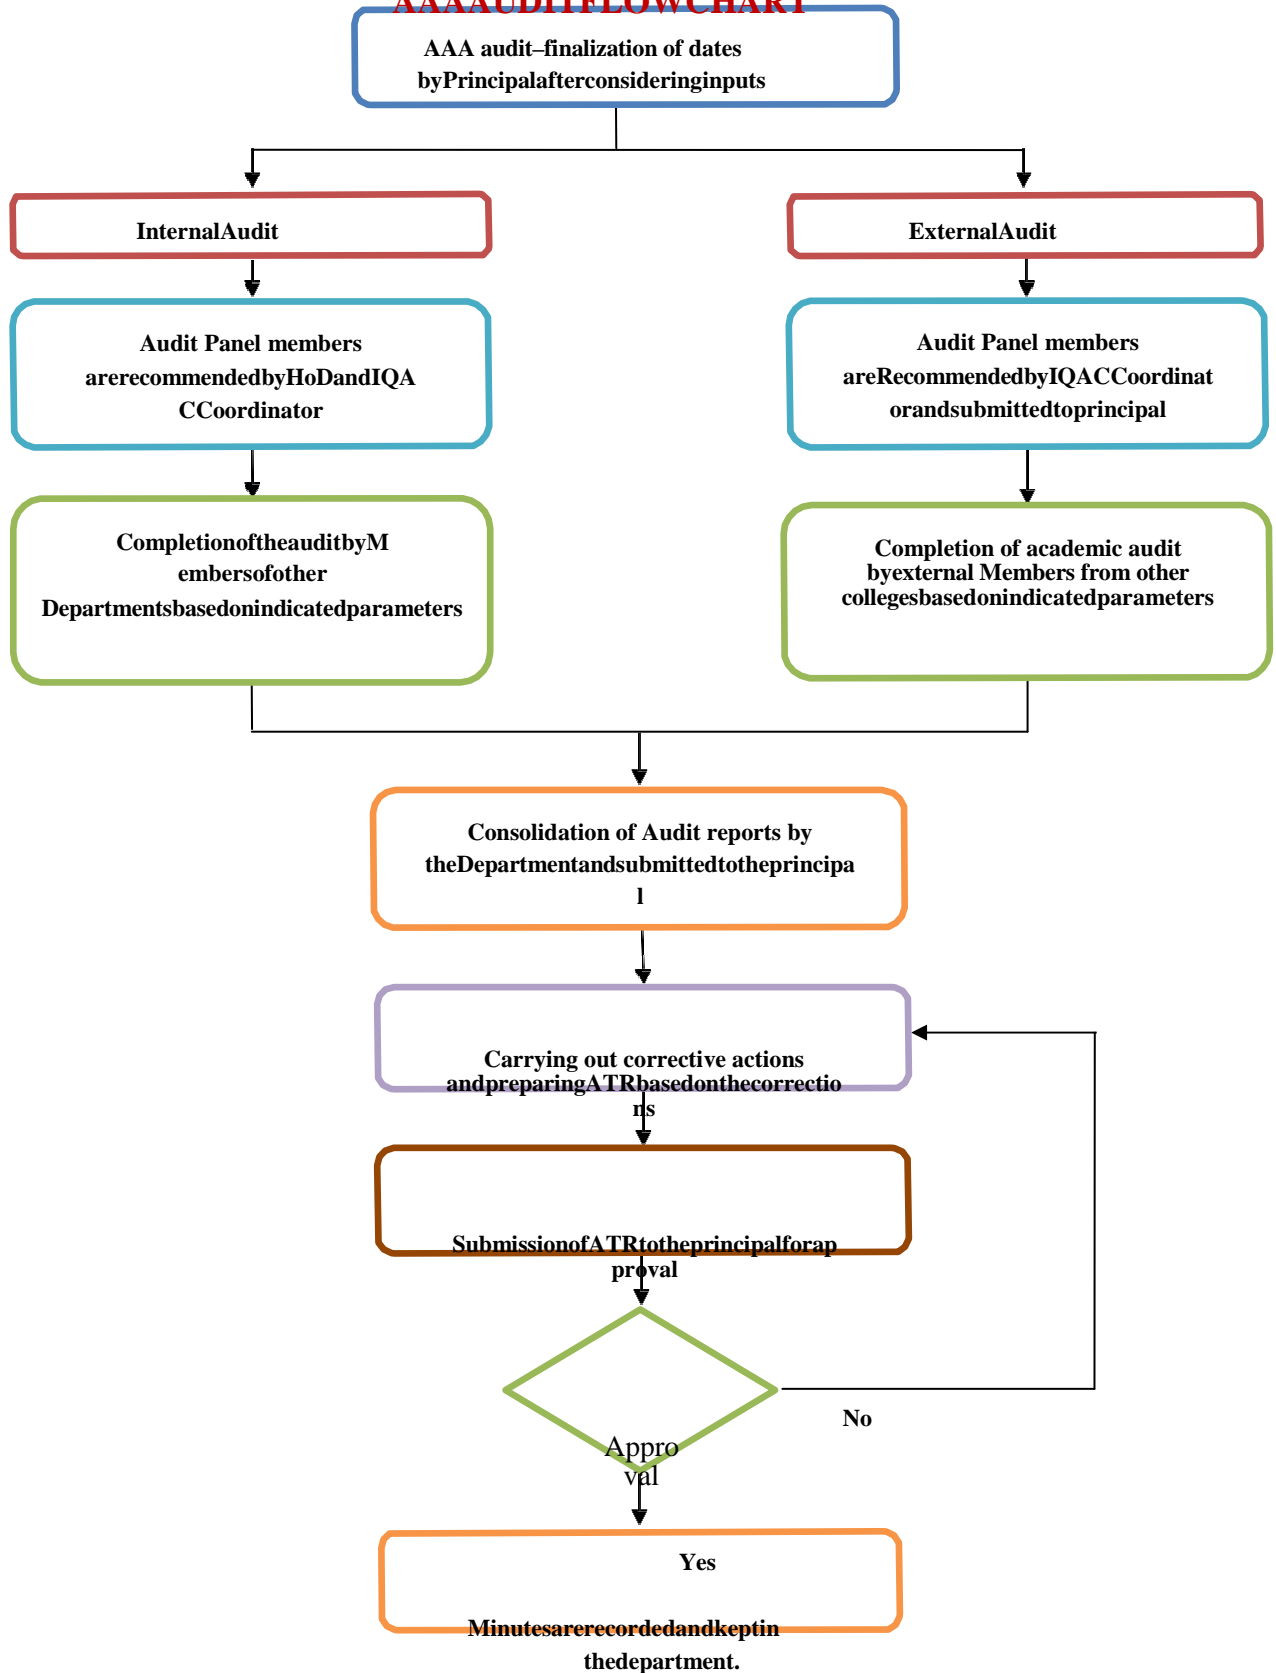 AAAAUDITFLOWCHART
AAA audit–finalization of dates
byPrincipalafterconsideringinputs
InternalAudit
ExternalAudit
Audit Panel members
arerecommendedbyHoDandIQA
CCoordinator
Audit Panel members
areRecommendedbyIQACCoordinat
orandsubmittedtoprincipal
CompletionoftheauditbyM
embersofother
Departmentsbasedonindicatedparameters
Completion of academic audit
byexternal Members from other
collegesbasedonindicatedparameters
Consolidation of Audit reports by
theDepartmentandsubmittedtotheprincipa
l
Carrying out corrective actions
andpreparingATRbasedonthecorrectio
ns
SubmissionofATRtotheprincipalforap
proval
No
Appro
val
Yes
Minutesarerecordedandkeptin
thedepartment.